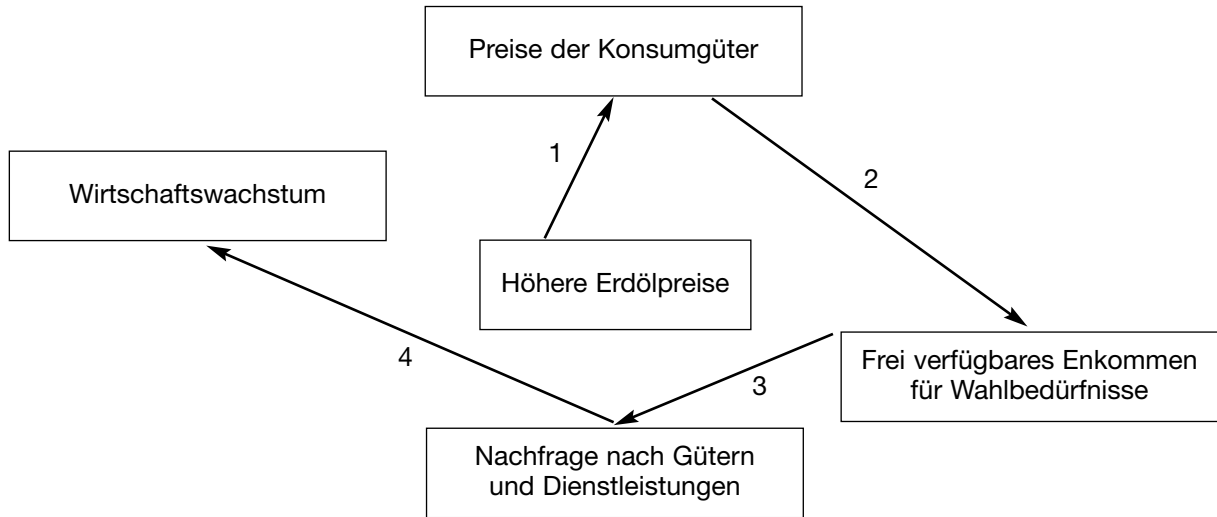 Preise der Konsumgüter
1
2
Wirtschaftswachstum
Höhere Erdölpreise
4
3
Frei verfügbares Enkommen
für Wahlbedürfnisse
Nachfrage nach Gütern
und Dienstleistungen